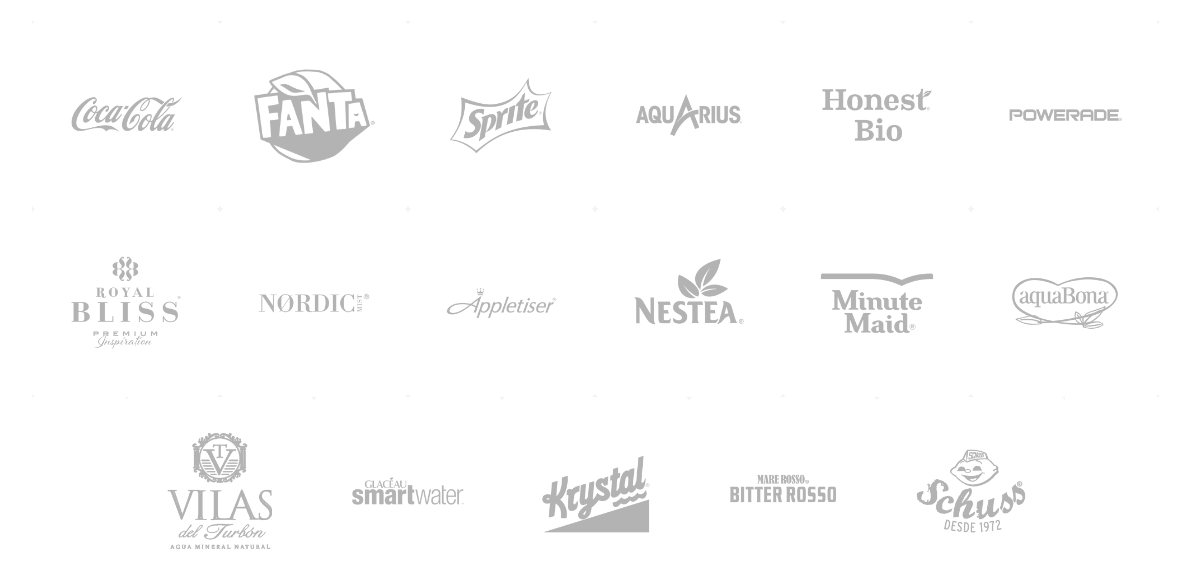 Coca-Cola
FANTA
Sprite
AQUARIUS
Honest
Bio
POWERADE
ROYAL
BLISS
PREMIUM
Inspiration
NØRDIC MIST
Appletiser
NESTEA
Minute
Maid
aquaBona
TV
VILAS
del Turbón
AGUA MINERAL NATURAL
GLACÉAU
smartwater
Krystal
MARE ROSSO
BITTER ROSSO
Schuss
DESDE 1972